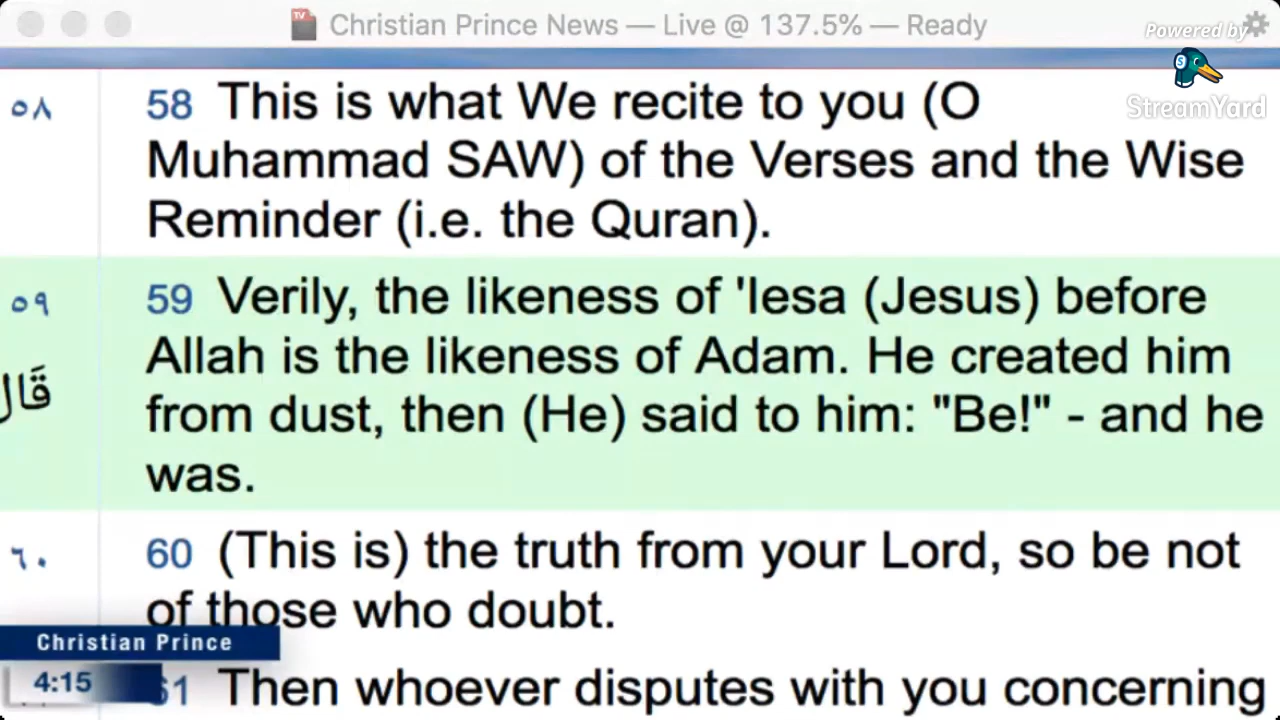 Christian Prince News — Live @ 137.5% — Ready
Powered by
StreamYard
٥٨
58 This is what We recite to you (O
Muhammad SAW) of the Verses and the Wise
Reminder (i.e. the Quran).
٥٩
59 Verily, the likeness of 'Iesa (Jesus) before
Allah is the likeness of Adam. He created him
قَال
from dust, then (He) said to him: "Be!" - and he
was.
٦٠
60 (This is) the truth from your Lord, so be not
of those who doubt.
Christian Prince
4:15
61 Then whoever disputes with you concerning